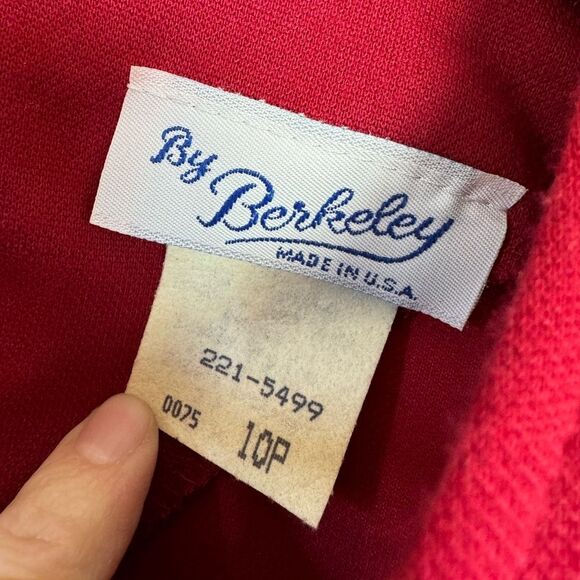 By Berkeley
MADE IN U.S.A.
221-5499
0075 10P